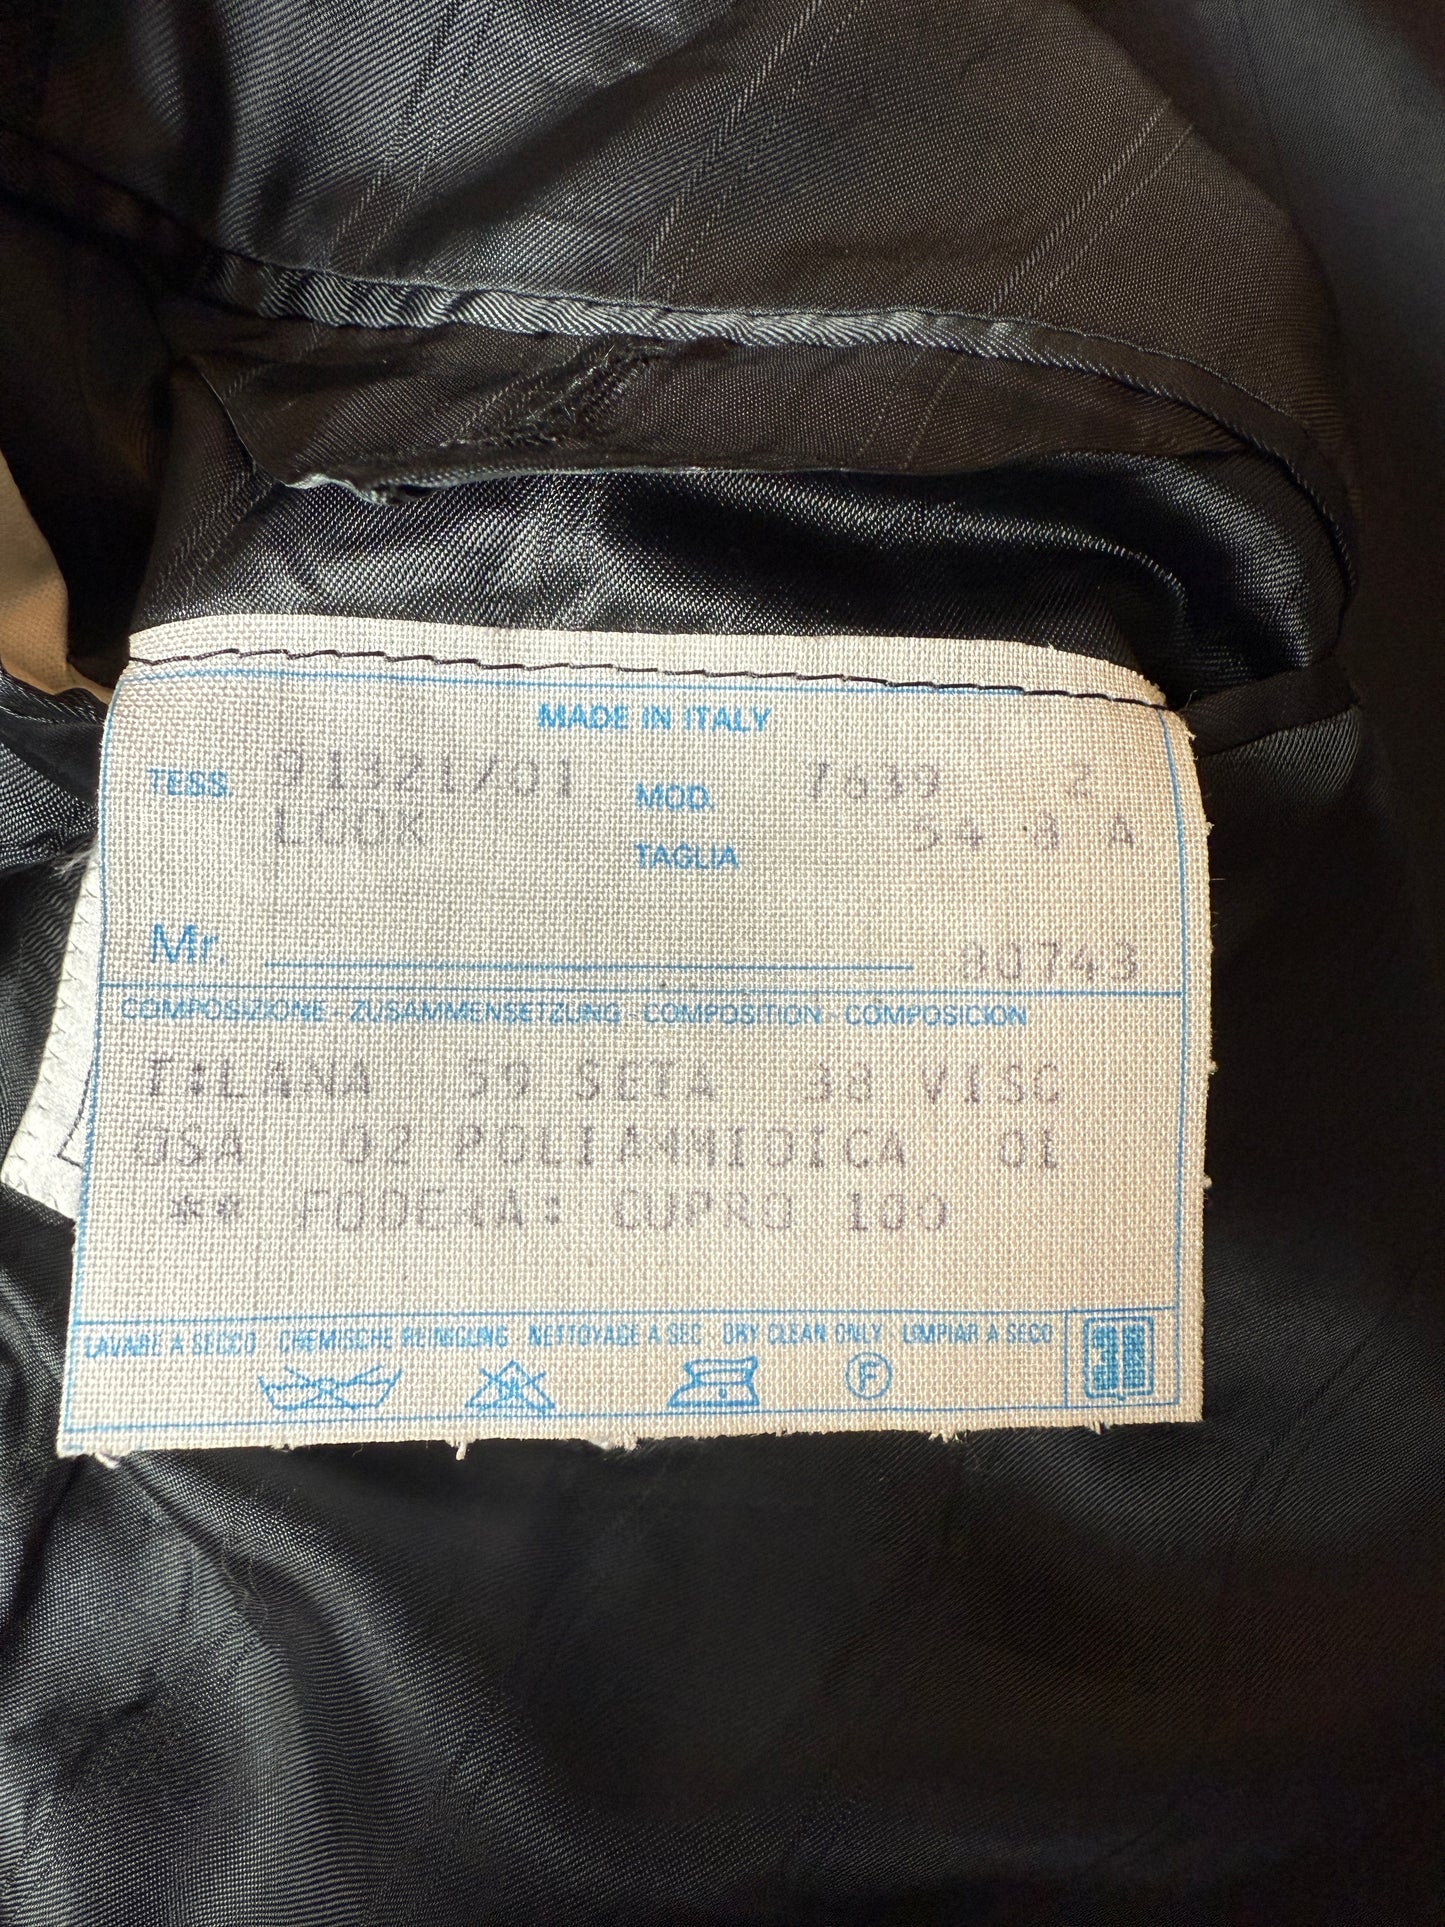 MADE IN ITALY
TESS. 91321/01 MOD. 7639 2
LOOK TAGLIA 54 8 A
Mr. 80743
COMPOSIZIONE - ZUSAMMENSETZUNG - COMPOSITION - COMPOSICION
T:LANA 59 SETA 38 VISC
OSA 02 POLIAMMIDICA 01
** FODERA: CUPRO 100
LAVARE A SECCO CHEMISCHE REINIGUNG NETTOYAGE A SEC DRY CLEAN ONLY LIMPIAR A SECO
F